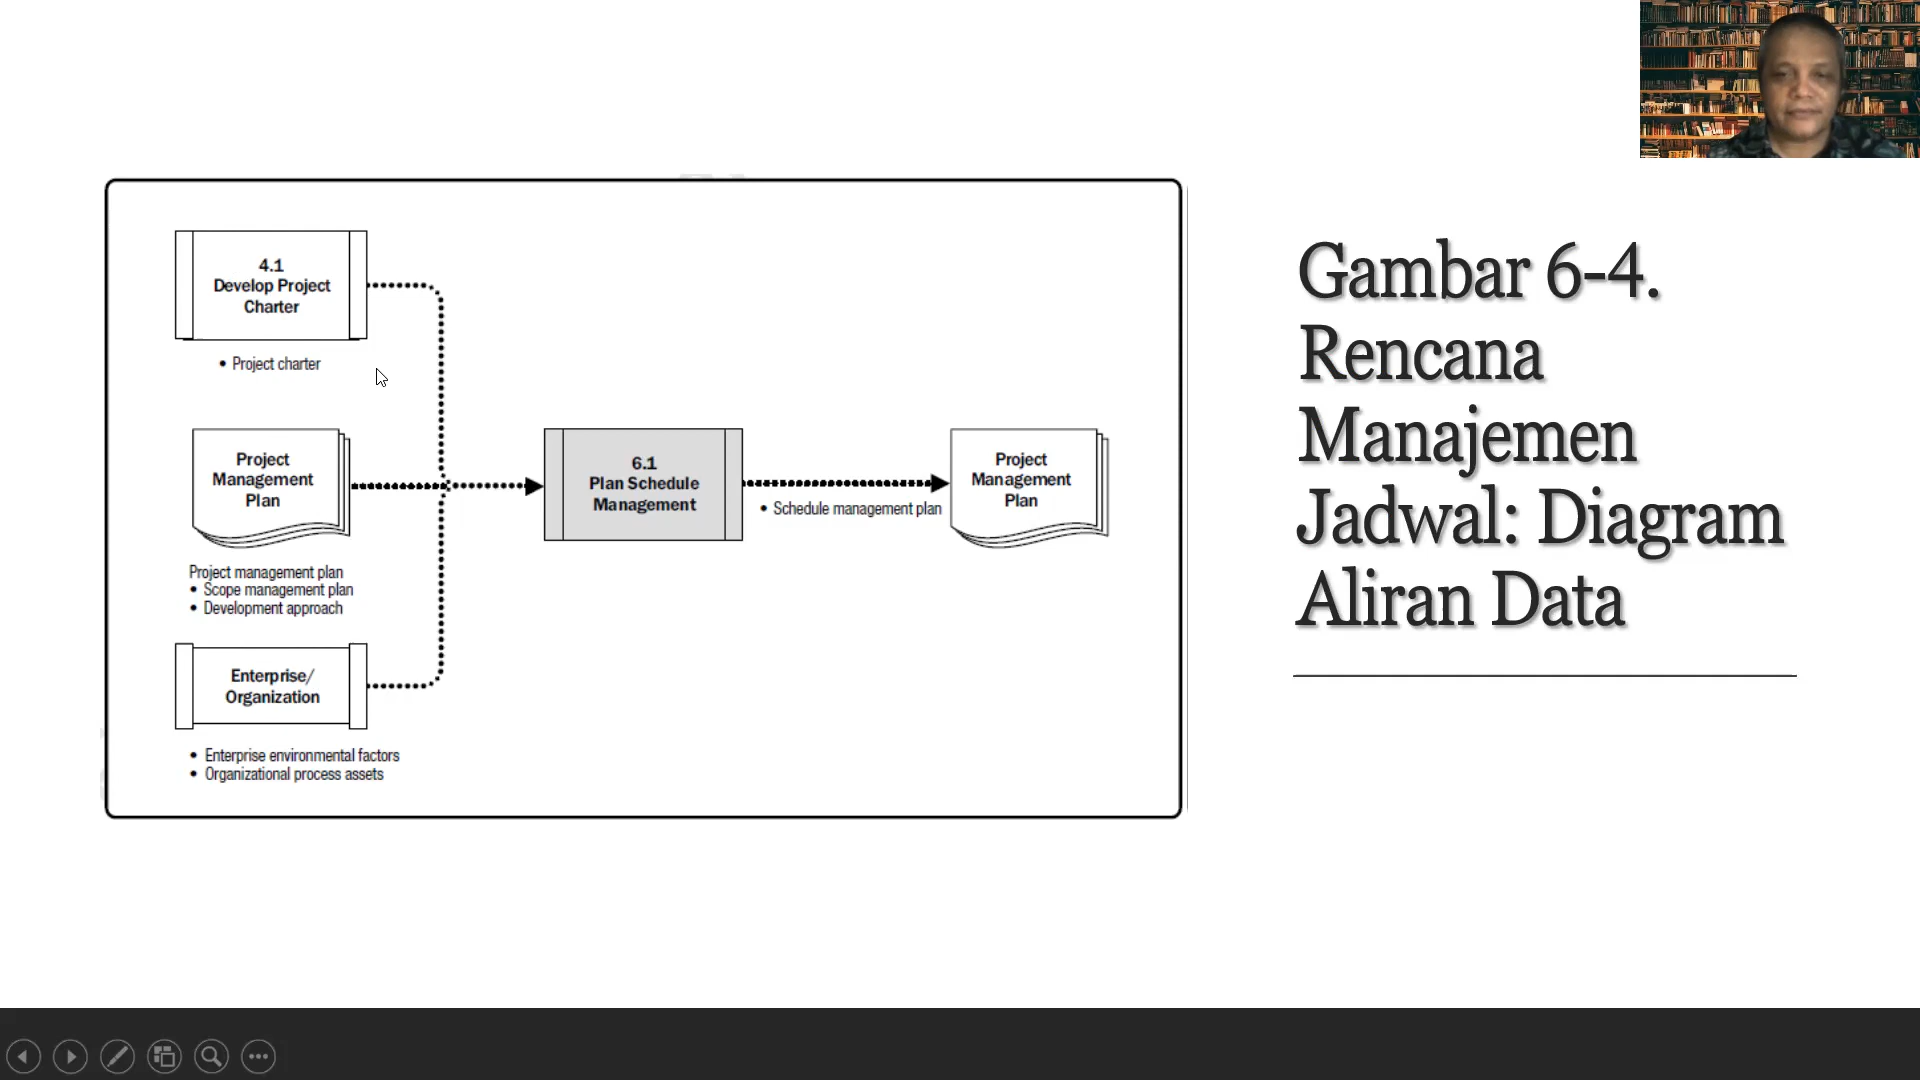 4.1
Develop Project
Charter
• Project charter
Project
Management
Plan
Project management plan
• Scope management plan
• Development approach
Enterprise/
Organization
• Enterprise environmental factors
• Organizational process assets
6.1
Plan Schedule
Management
• Schedule management plan
Project
Management
Plan
Gambar 6-4.
Rencana
Manajemen
Jadwal: Diagram
Aliran Data